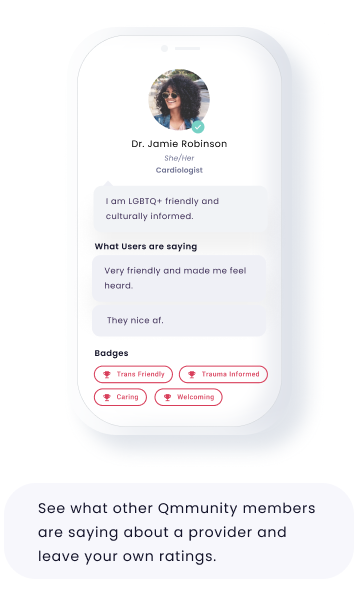 Dr. Jamie Robinson
She/Her
Cardiologist
I am LGBTQ+ friendly and
culturally informed.
What Users are saying
Very friendly and made me feel
heard.
They nice af.
Badges
Trans Friendly
Trauma Informed
Caring
Welcoming
See what other Qmmunity members
are saying about a provider and
leave your own ratings.